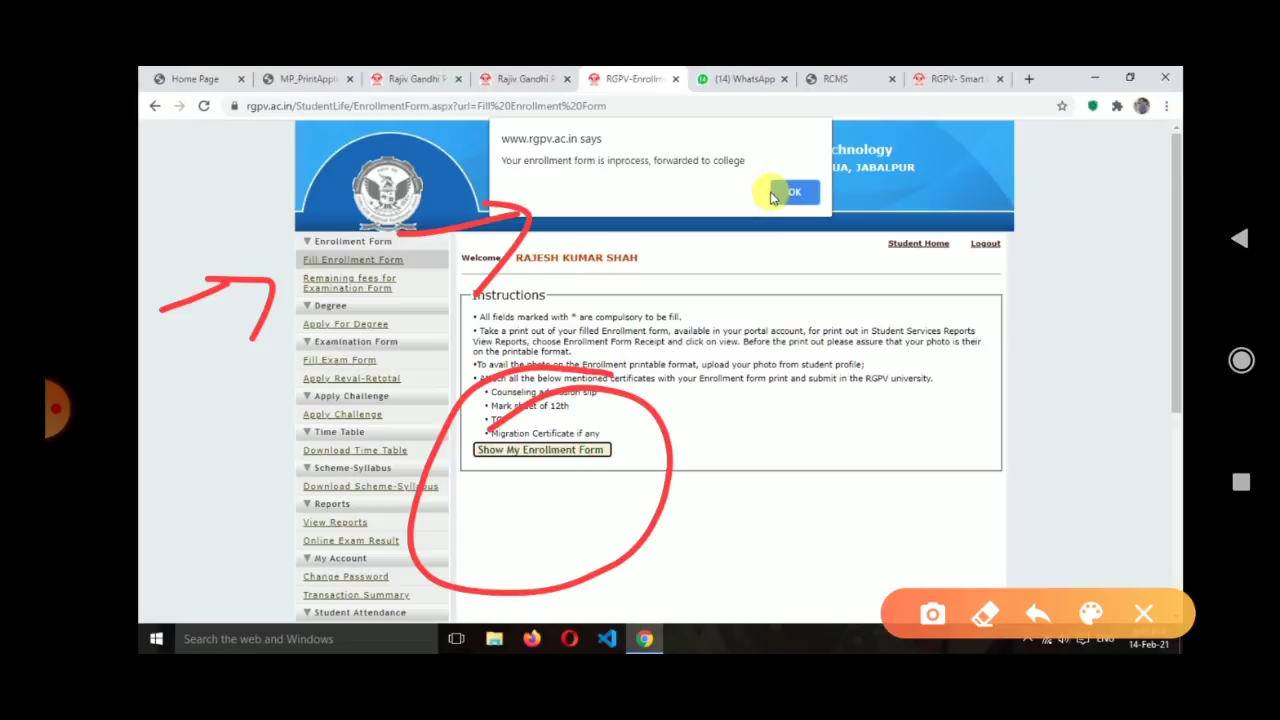 Home Page
MP_PrintAppli
Rajiv Gandhi P
Rajiv Gandhi P
RGPV-Enrollm
(14) WhatsApp
RCMS
RGPV- Smart
rgpv.ac.in/StudentLife/EnrollmentForm.aspx?url=Fill%20Enrollment%20Form
www.rgpv.ac.in says
Your enrollment form is inprocess, forwarded to college
OK
chnology
UA, JABALPUR
Enrollment Form
Fill Enrollment Form
Remaining fees for
Examination Form
Degree
Apply For Degree
Examination Form
Fill Exam Form
Apply Reval-Retotal
Apply Challenge
Apply Challenge
Time Table
Download Time Table
Scheme-Syllabus
Download Scheme-Syllabus
Reports
View Reports
Online Exam Result
My Account
Change Password
Transaction Summary
Student Attendance
Student Home Logout
Welcome RAJESH KUMAR SHAH
Instructions
• All fields marked with * are compulsory to be fill.
• Take a print out of your filled Enrollment form, available in your portal account, for print out in Student Services Reports
View Reports, choose Enrollment Form Receipt and click on view. Before the print out please assure that your photo is their
on the printable format.
•To avail the photo on the Enrollment printable format, upload your photo from student profile;
• Attach all the below mentioned certificates with your Enrollment form print and submit in the RGPV university.
• Counseling admission slip
• Mark sheet of 12th
• TC
• Migration Certificate if any
Show My Enrollment Form
Search the web and Windows
ENG
14-Feb-21